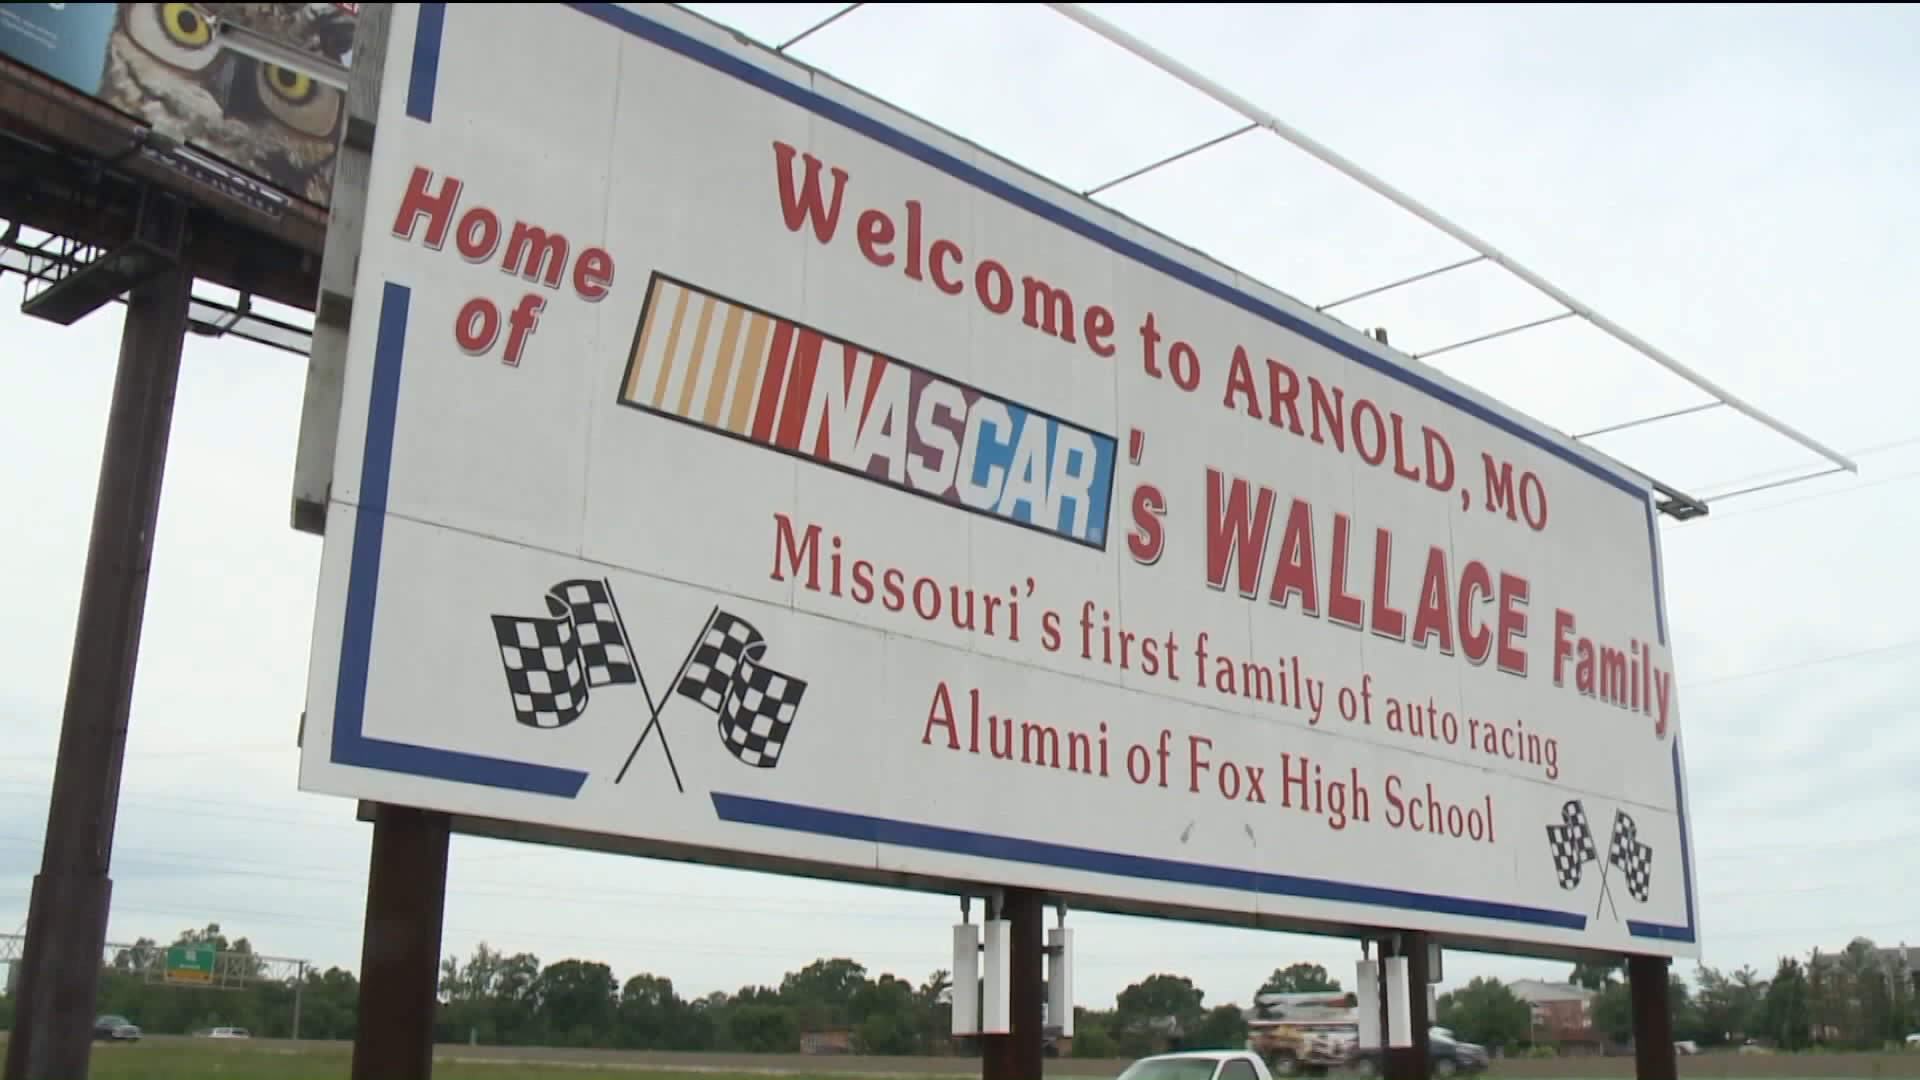 Welcome to ARNOLD, MO
Home
of
NASCAR's WALLACE Family
Missouri's first family of auto racing
Alumni of Fox High School